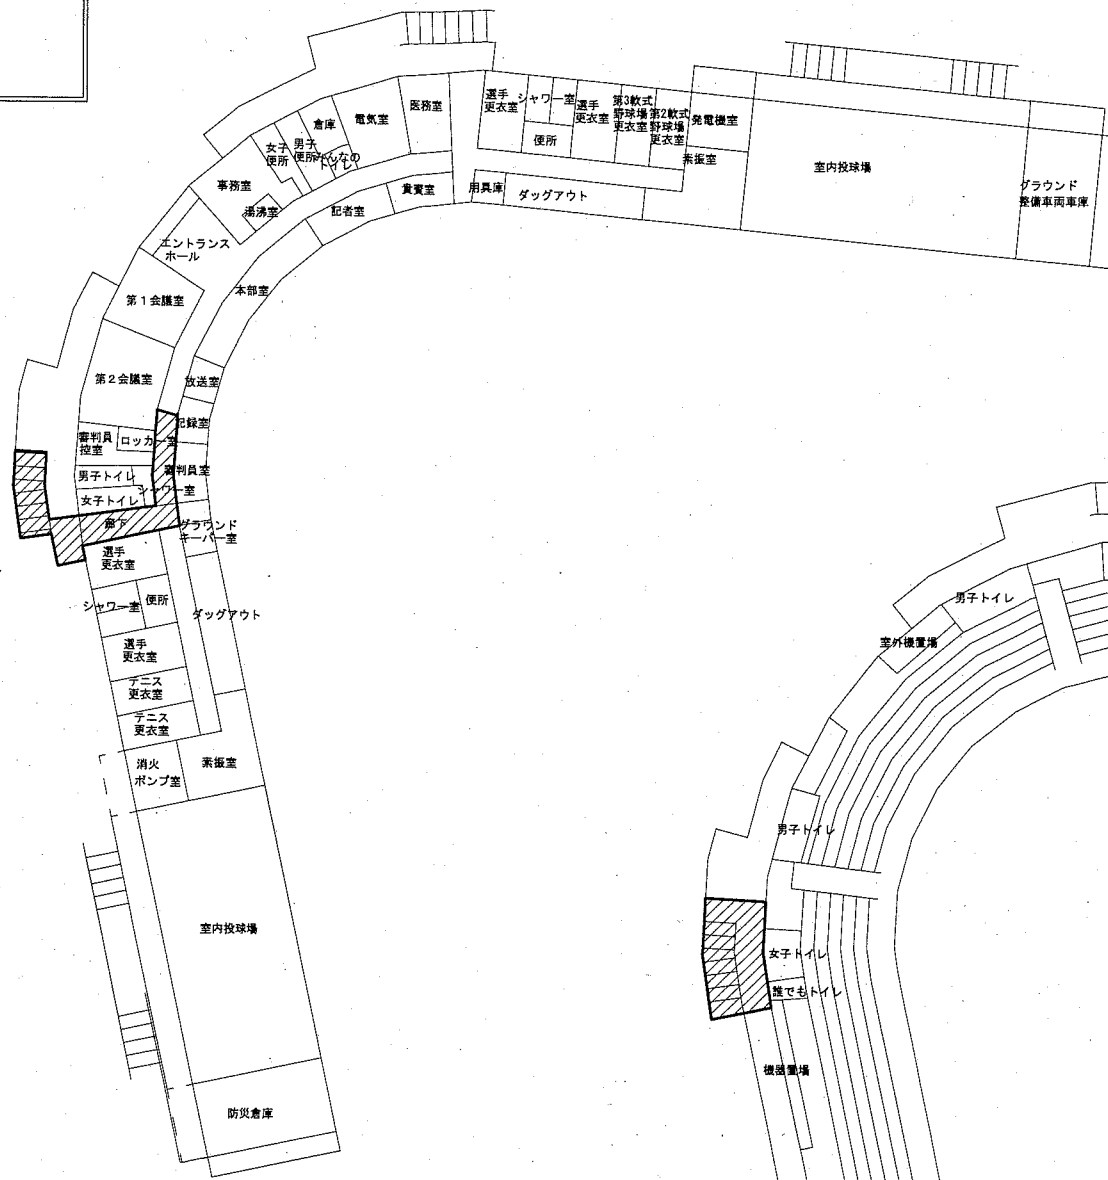 選手
更衣室
シャワー室
便所
選手
更衣室
第3軟式
野球場
更衣室
第2軟式
野球場
更衣室
発電機室
素振室
室内投球場
グラウンド
整備車両車庫
医務室
電気室
倉庫
男子
便所
みんなの
トイレ
女子
便所
事務室
湯沸室
貴賓室
記者室
用具庫
ダッグアウト
エントランス
ホール
本部室
第1会議室
第2会議室
放送室
記録室
審判員
控室
ロッカー室
審判員室
男子トイレ
シャワー室
女子トイレ
廊下
グラウンド
キーパー室
選手
更衣室
シャワー室
便所
ダッグアウト
選手
更衣室
テニス
更衣室
テニス
更衣室
消火
ポンプ室
素振室
室内投球場
防災倉庫
男子トイレ
室外機置場
男子トイレ
女子トイレ
誰でもトイレ
機器置場